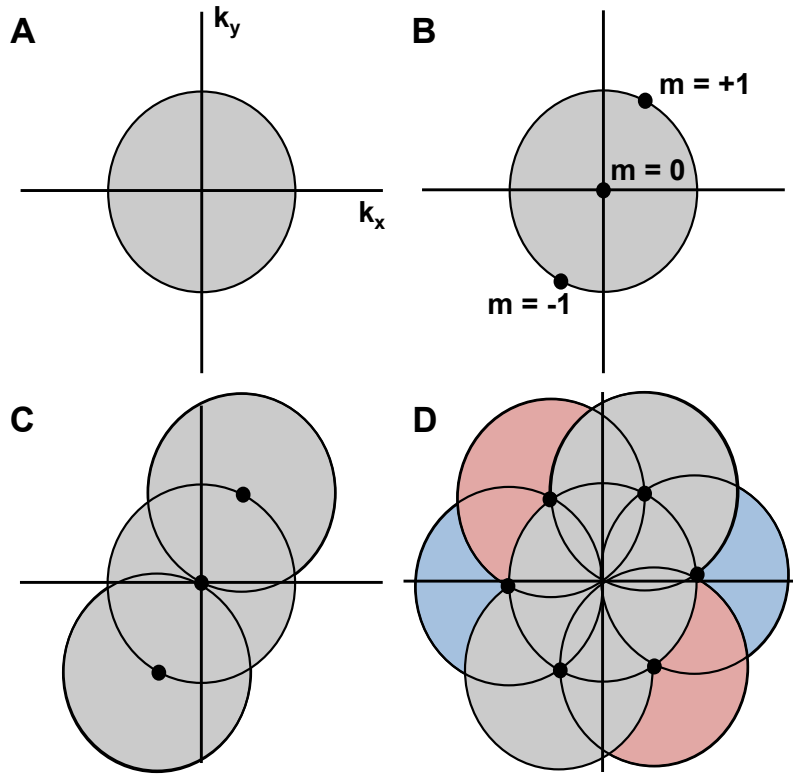 A
k_y
k_x
B
m = +1
m = 0
m = -1
C
D